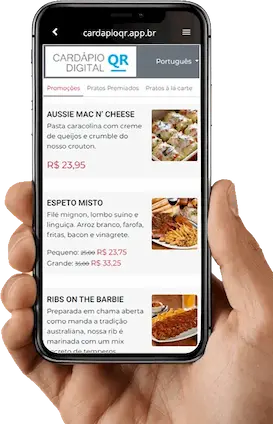 cardapioqr.app.br
CARDÁPIO QR
DIGITAL
Português
Promoções Pratos Premiados Pratos à la carte
AUSSIE MAC N' CHEESE
Pasta caracolina com creme
de queijos e crumble do
nosso crouton.
R$ 23,95
ESPETO MISTO
Filé mignon, lombo suíno e
linguiça. Arroz branco, farofa,
fritas, bacon e vinagrete.
Pequeno: 25,00 R$ 23,75
Grande: 35,00 R$ 33,25
RIBS ON THE BARBIE
Preparada em chama aberta
como manda a tradição
australiana, nossa rib é
marinada com um mix
secreto de temperos